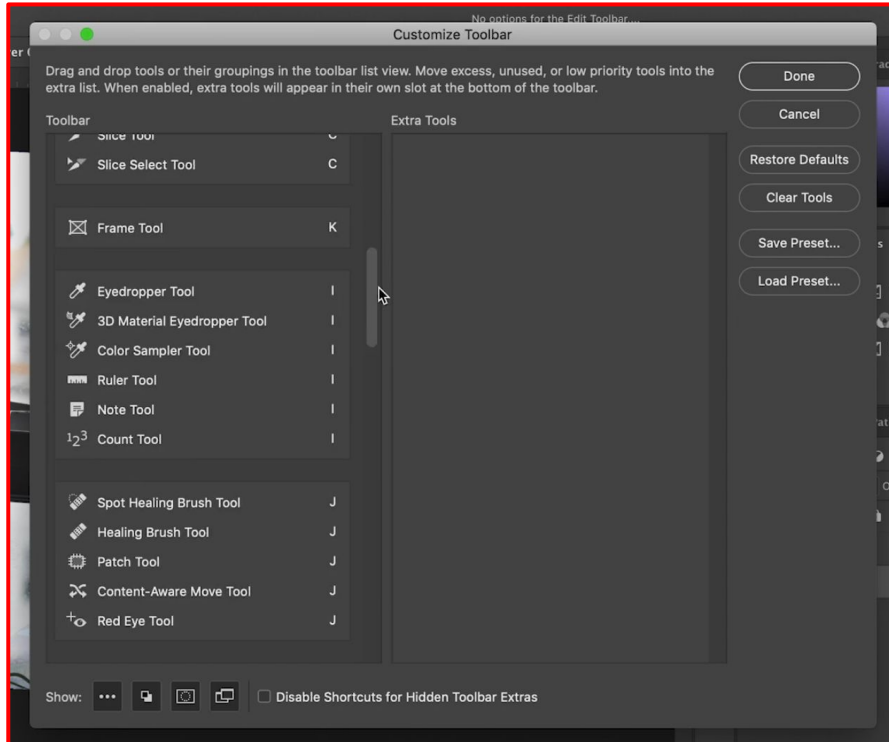 No options for the Edit Toolbar....
Customize Toolbar
Drag and drop tools or their groupings in the toolbar list view. Move excess, unused, or low priority tools into the
extra list. When enabled, extra tools will appear in their own slot at the bottom of the toolbar.
Done
Cancel
Restore Defaults
Clear Tools
Save Preset...
Load Preset...
Toolbar
Extra Tools
Slice Tool C
Slice Select Tool C
Frame Tool K
Eyedropper Tool I
3D Material Eyedropper Tool I
Color Sampler Tool I
Ruler Tool I
Note Tool I
Count Tool I
Spot Healing Brush Tool J
Healing Brush Tool J
Patch Tool J
Content-Aware Move Tool J
Red Eye Tool J
Show:
Disable Shortcuts for Hidden Toolbar Extras